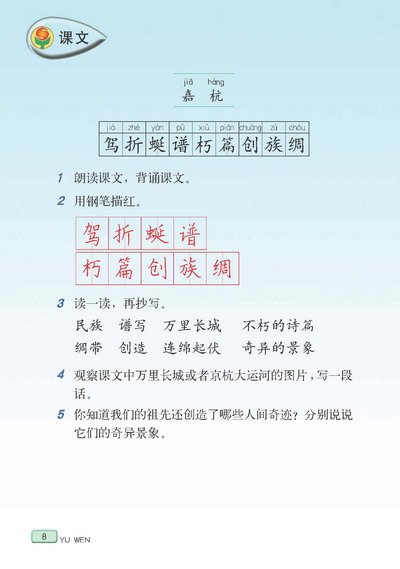 课文
jiā háng
嘉 杭
jià zhé yán pǔ xiǔ piān chuàng zú chóu
驾 折 蜒 谱 朽 篇 创 族 绸
1 朗读课文，背诵课文。
2 用钢笔描红。
驾 折 蜒 谱
朽 篇 创 族 绸
3 读一读，再抄写。
民族 谱写 万里长城 不朽的诗篇
绸带 创造 连绵起伏 奇异的景象
4 观察课文中万里长城或者京杭大运河的图片，写一段
话。
5 你知道我们的祖先还创造了哪些人间奇迹？分别说说
它们的奇异景象。
8 YU WEN